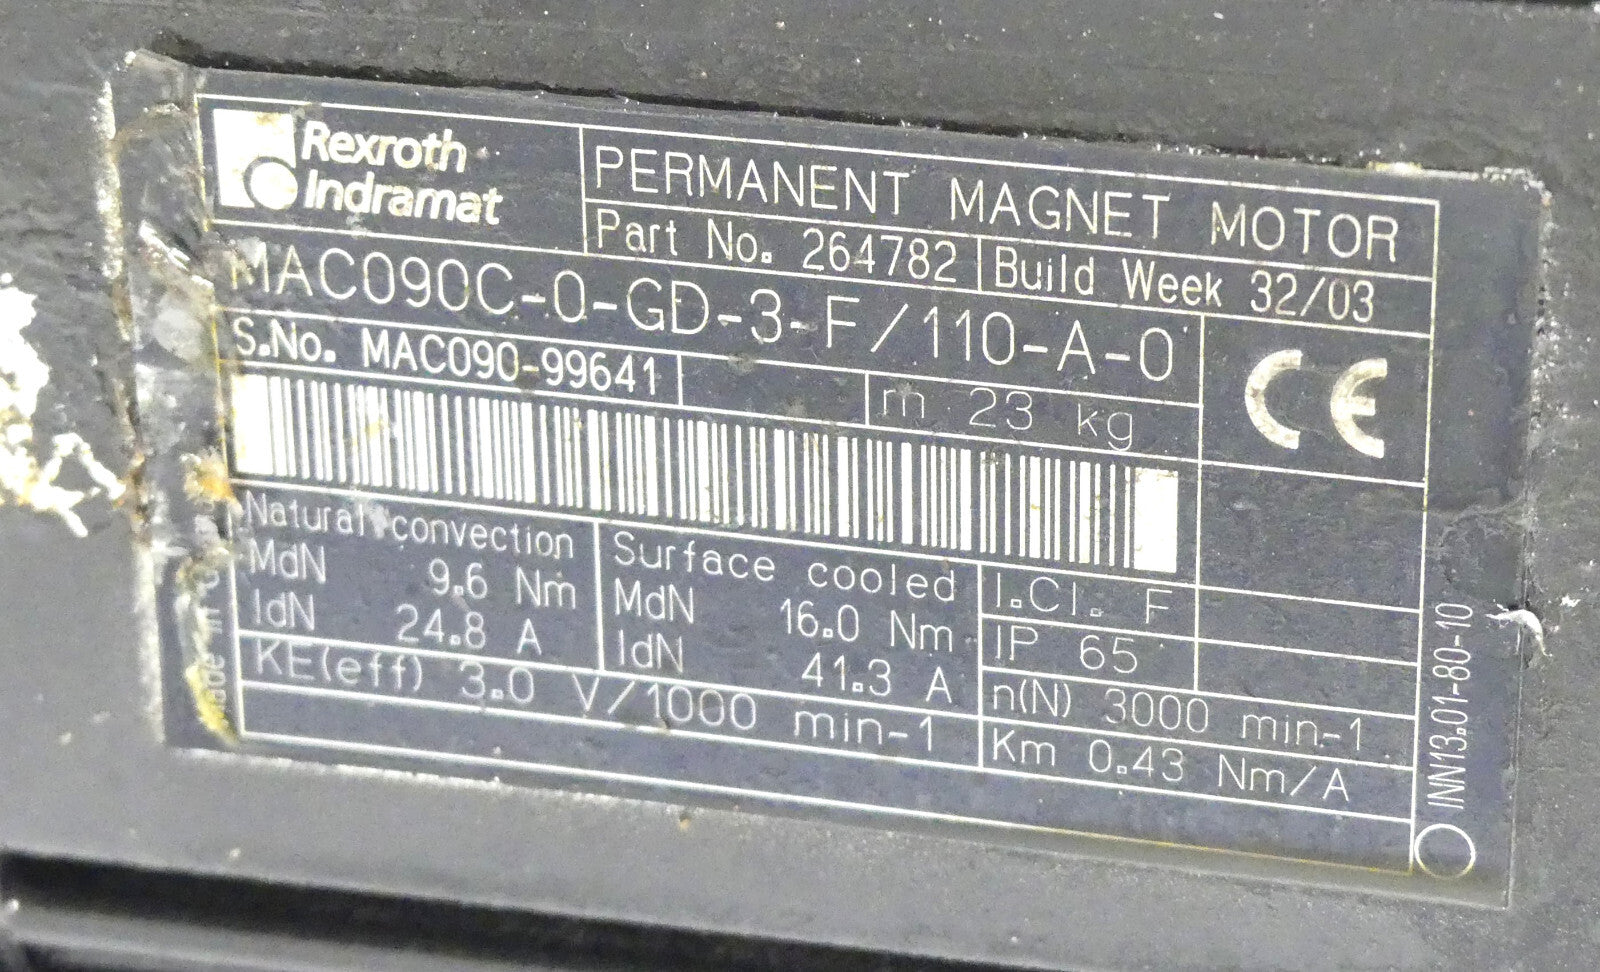 Rexroth
Indramat
PERMANENT MAGNET MOTOR
Part No. 264782
Build Week 32/03
MAC090C-0-GD-3-F/110-A-0
S.No. MAC090-99641
m 23 kg
CE
Natural convection
MdN 9.6 Nm
IdN 24.8 A
Surface cooled
MdN 16.0 Nm
IdN 41.3 A
I.Cl. F
IP 65
KE(eff) 3.0 V/1000 min-1
n(N) 3000 min-1
Km 0.43 Nm/A
INN13.01-80-10
Made in